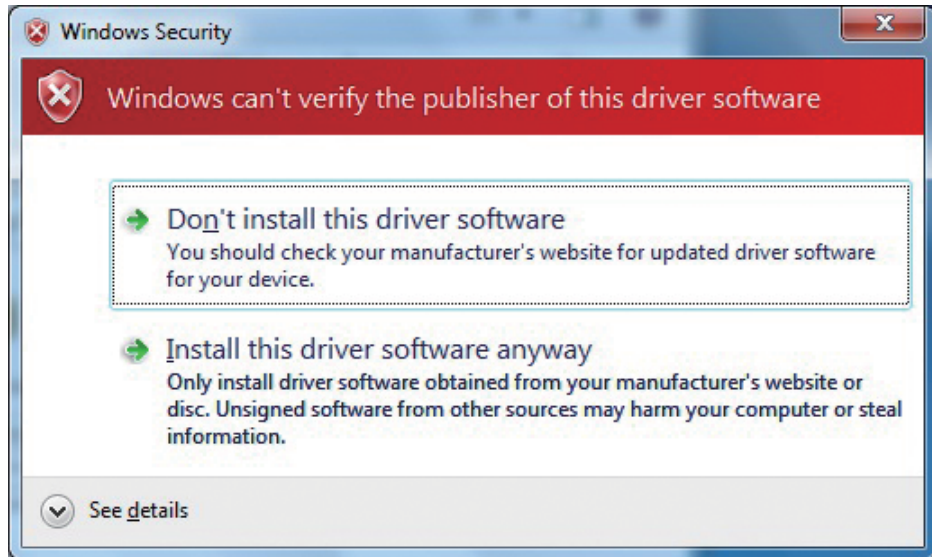 Windows Security
Windows can't verify the publisher of this driver software
Don't install this driver software
You should check your manufacturer's website for updated driver software
for your device.
Install this driver software anyway
Only install driver software obtained from your manufacturer's website or
disc. Unsigned software from other sources may harm your computer or steal
information.
See details